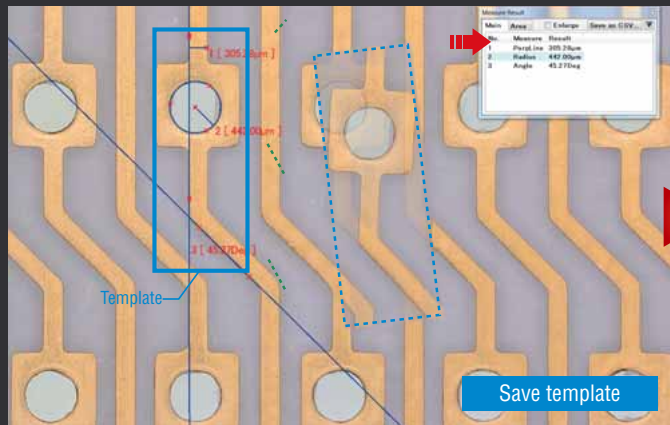 Measure Result
Main Area Enlarge Save as CSV...
No. Measure Result
1 PerpLine 305.28µm
2 Radius 442.00µm
3 Angle 45.27Deg
1 [ 305.28µm ]
2 [ 442.00µm ]
3 [ 45.27Deg ]
Template
Save template